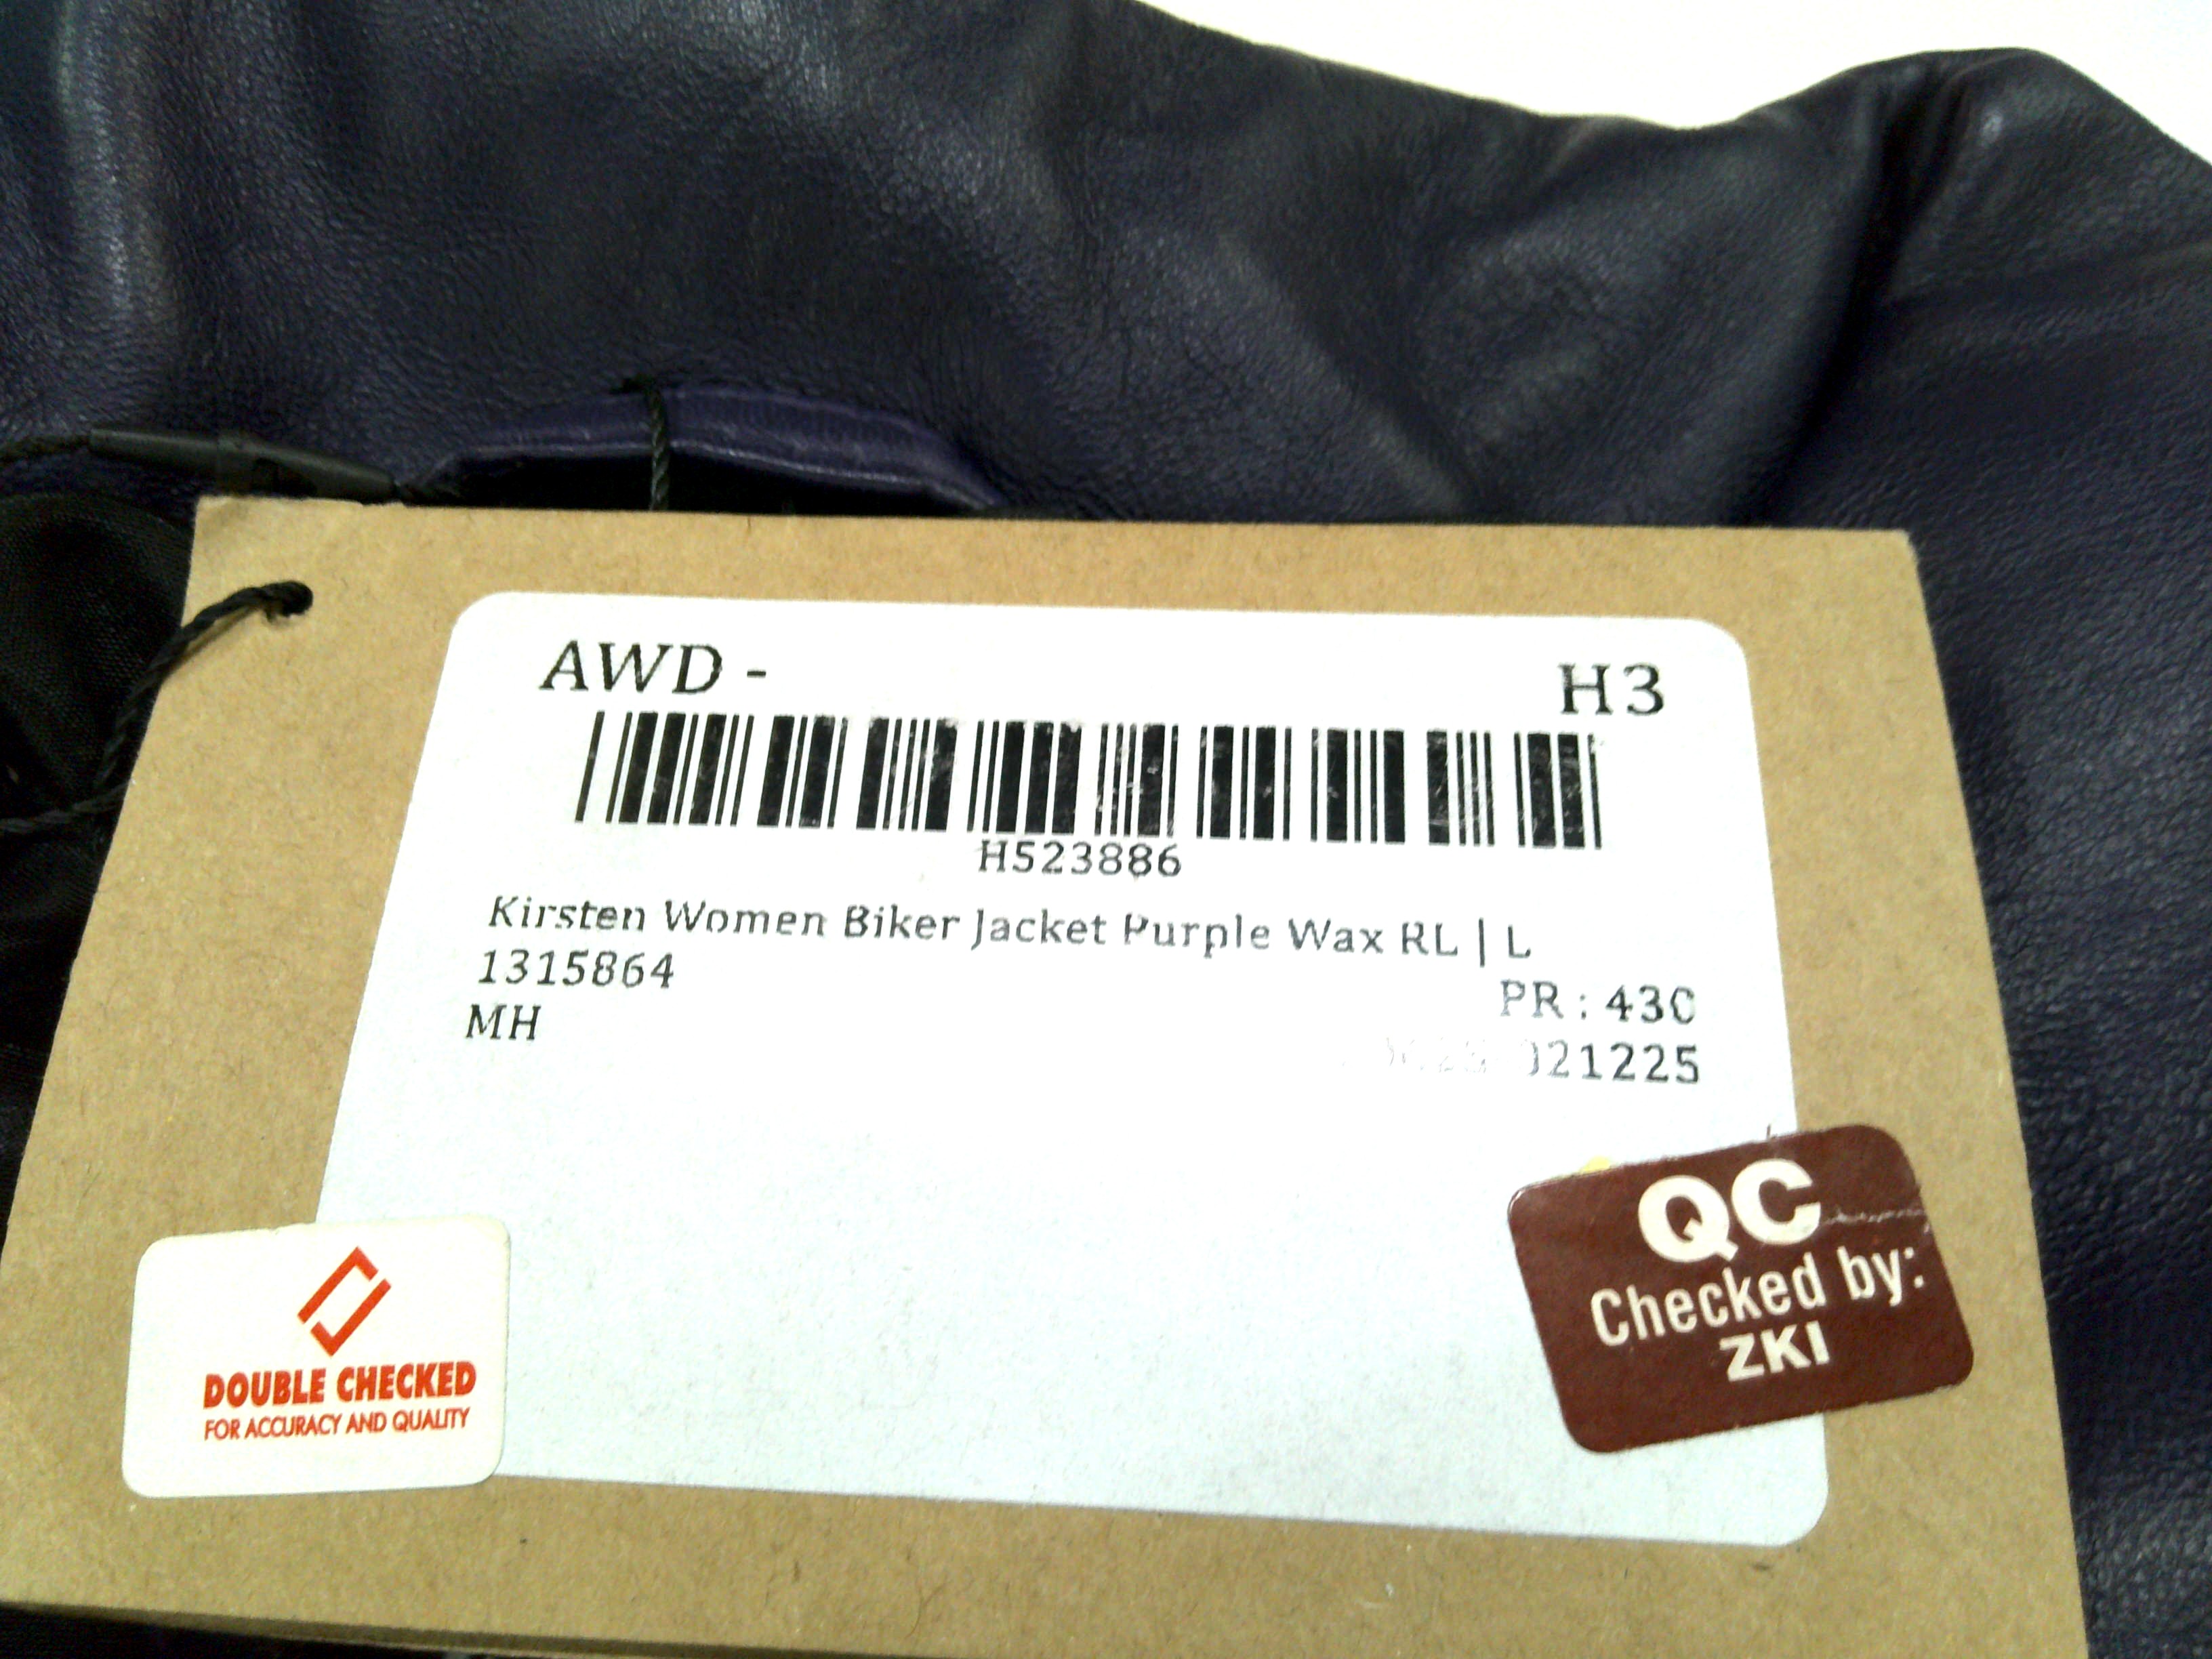 AWD - H3
H523886
Kirsten Women Biker Jacket Purple Wax RL | L
1315864
PR : 430
MH
021225
DOUBLE CHECKED
FOR ACCURACY AND QUALITY
QC
Checked by:
ZKI